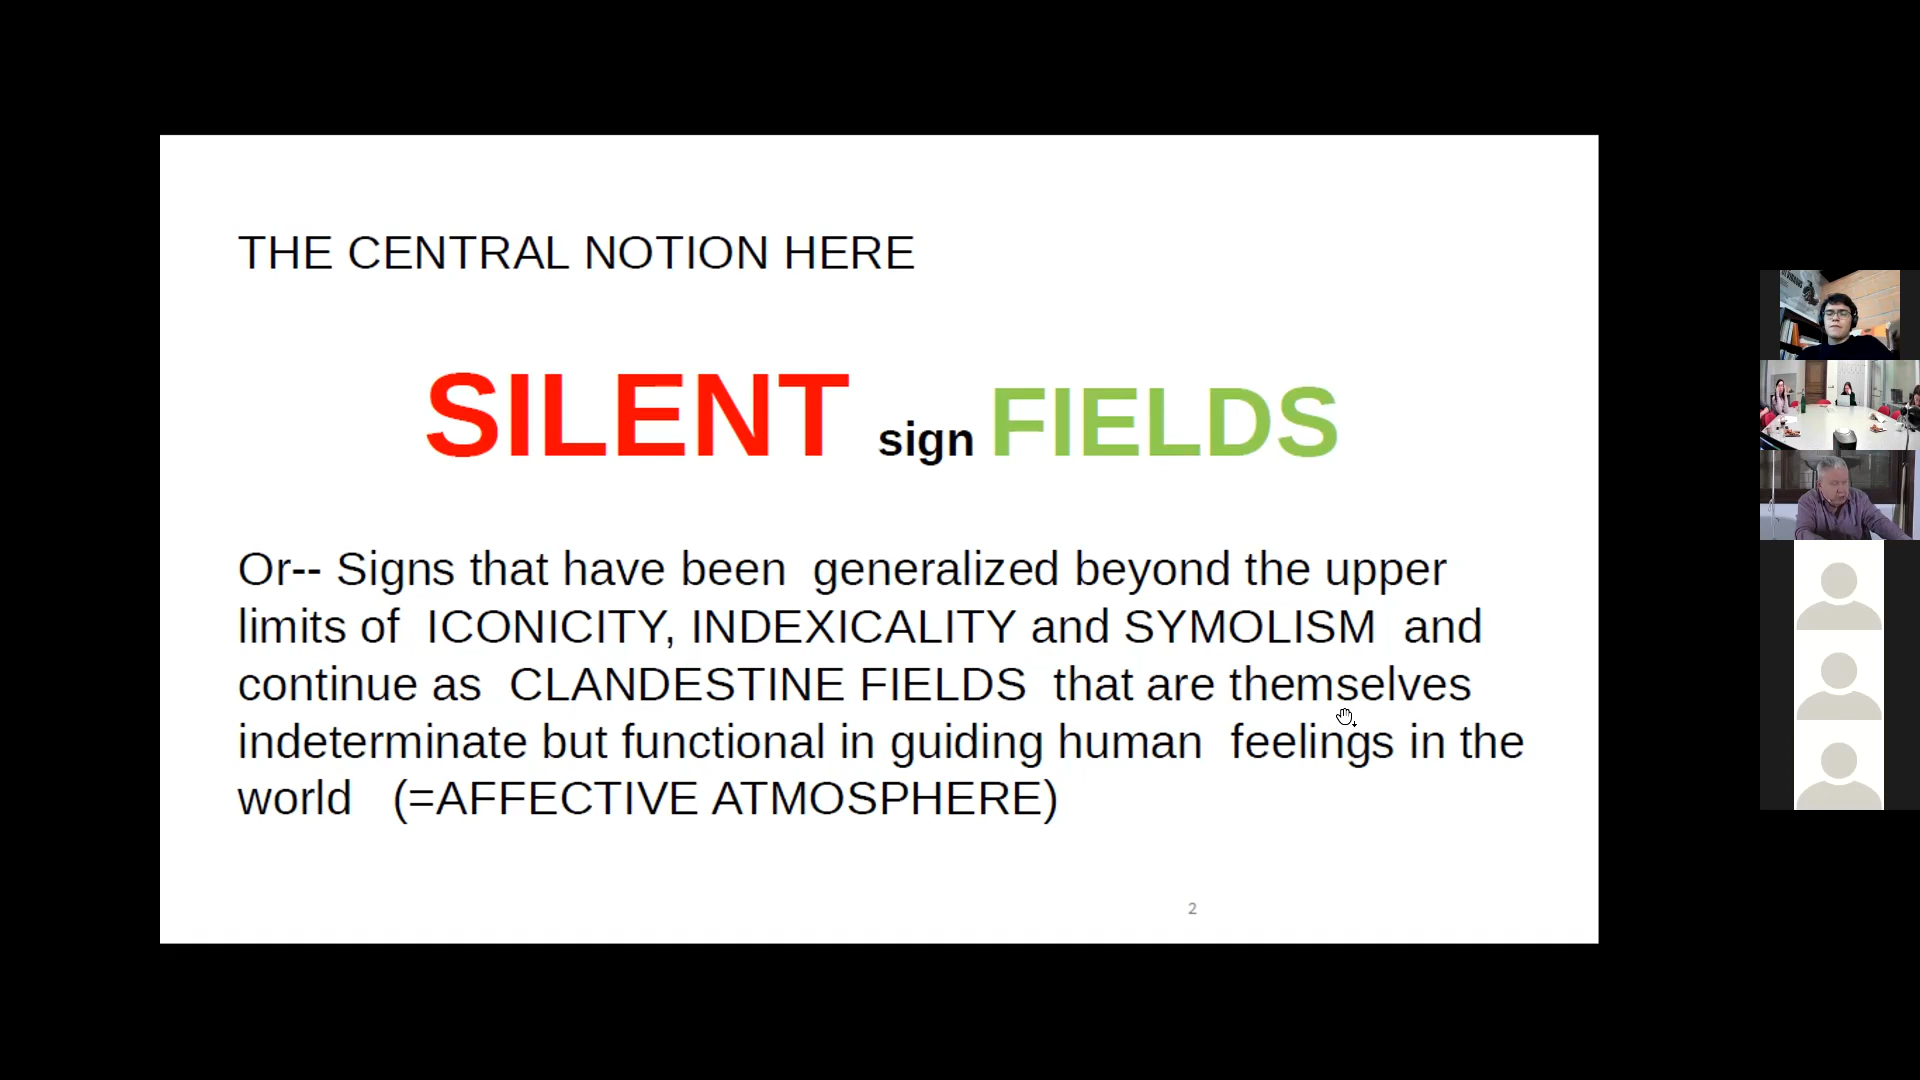 THE CENTRAL NOTION HERE
SILENT sign FIELDS
Or-- Signs that have been generalized beyond the upper
limits of ICONICITY, INDEXICALITY and SYMOLISM and
continue as CLANDESTINE FIELDS that are themselves
indeterminate but functional in guiding human feelings in the
world (=AFFECTIVE ATMOSPHERE)
2